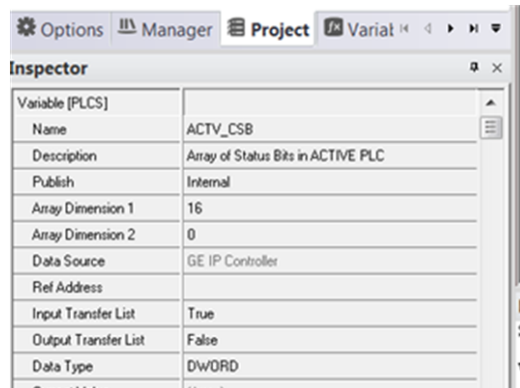 Options Manager Project Variat
Inspector
Variable [PLCS]
Name ACTV_CSB
Description Array of Status Bits in ACTIVE PLC
Publish Internal
Array Dimension 1 16
Array Dimension 2 0
Data Source GE IP Controller
Ref Address
Input Transfer List True
Output Transfer List False
Data Type DWORD